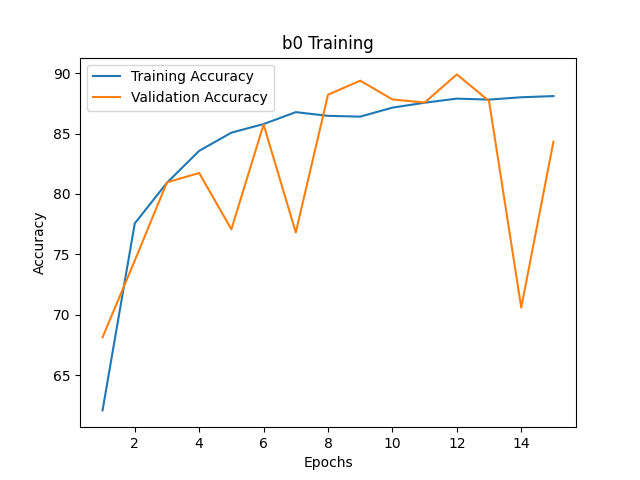 b0 Training
Training Accuracy
Validation Accuracy
90
85
80
75
70
65
Accuracy
2 4 6 8 10 12 14
Epochs